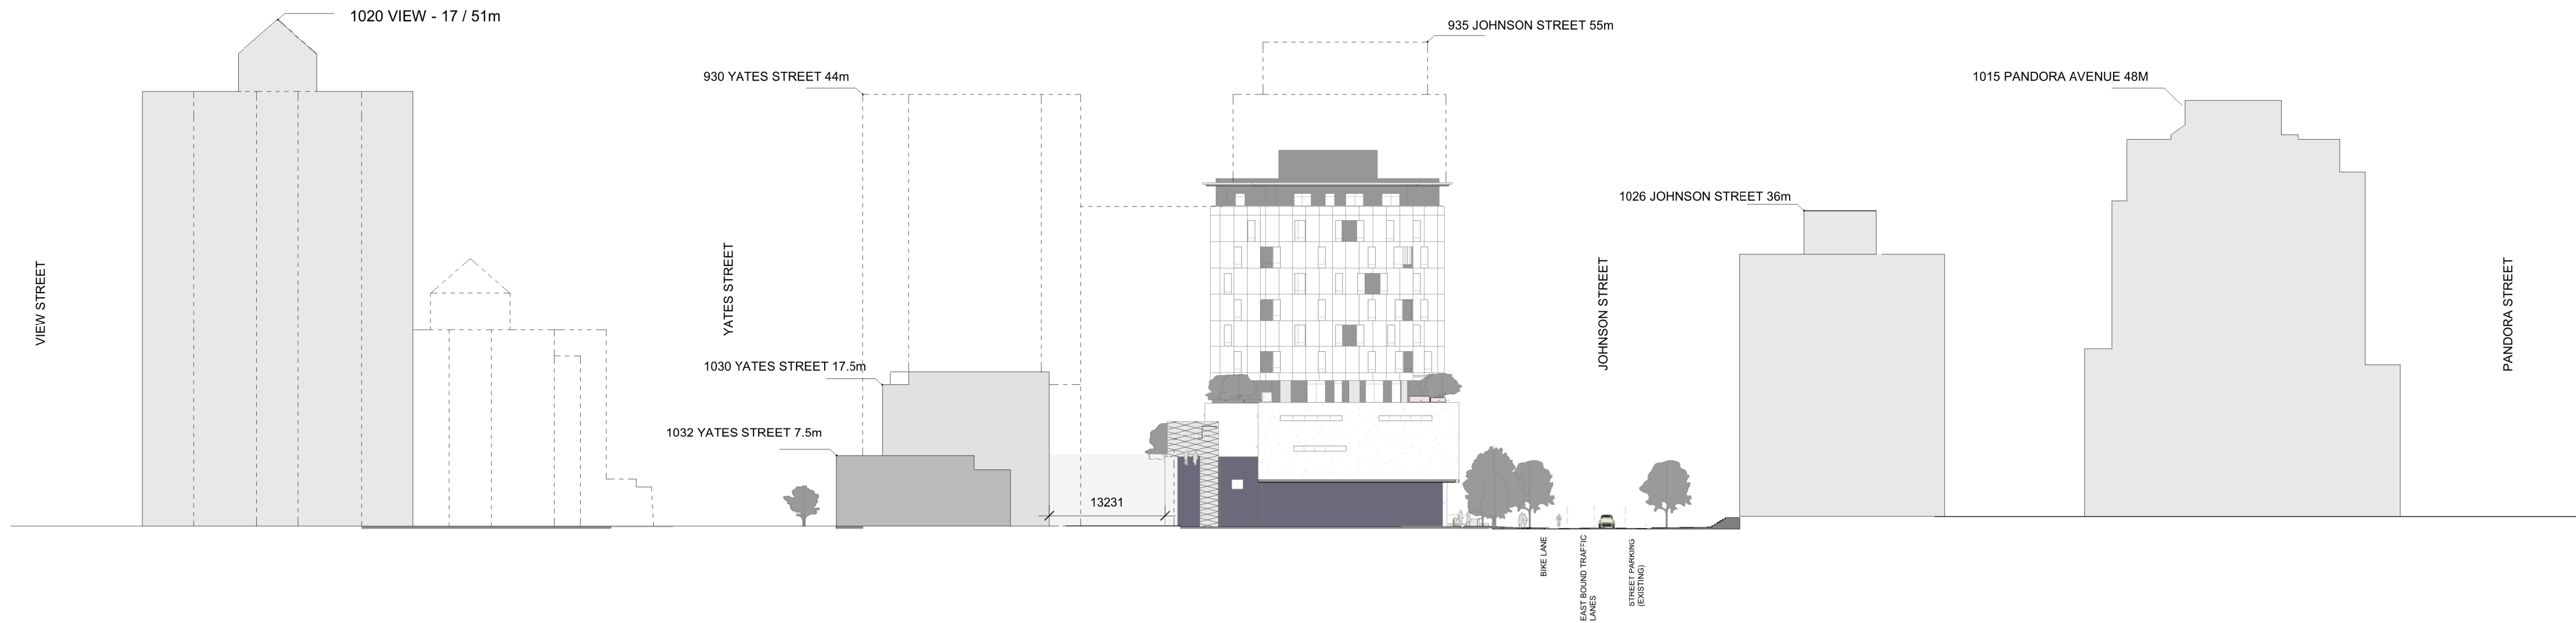 1020 VIEW - 17 / 51m
935 JOHNSON STREET 55m
930 YATES STREET 44m
1015 PANDORA AVENUE 48M
1026 JOHNSON STREET 36m
VIEW STREET
YATES STREET
JOHNSON STREET
PANDORA STREET
1030 YATES STREET 17.5m
1032 YATES STREET 7.5m
13231
BIKE LANE
EAST BOUND TRAFFIC
LANES
STREET PARKING
(EXISTING)